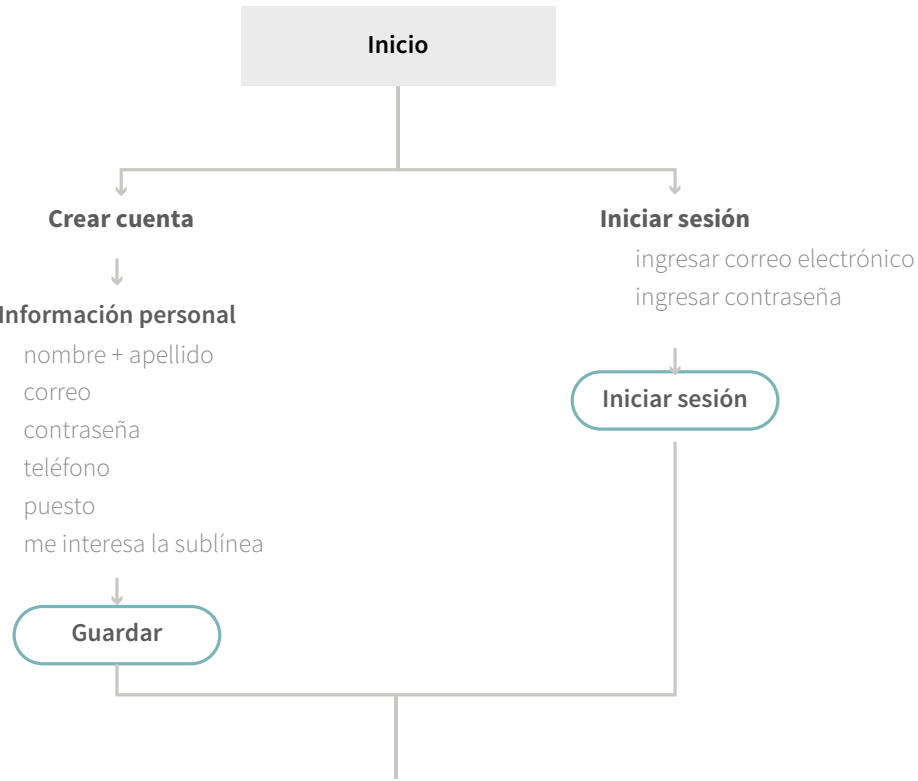 Inicio
Crear cuenta
Información personal
nombre + apellido
correo
contraseña
teléfono
puesto
me interesa la sublínea
Guardar
Iniciar sesión
ingresar correo electrónico
ingresar contraseña
Iniciar sesión